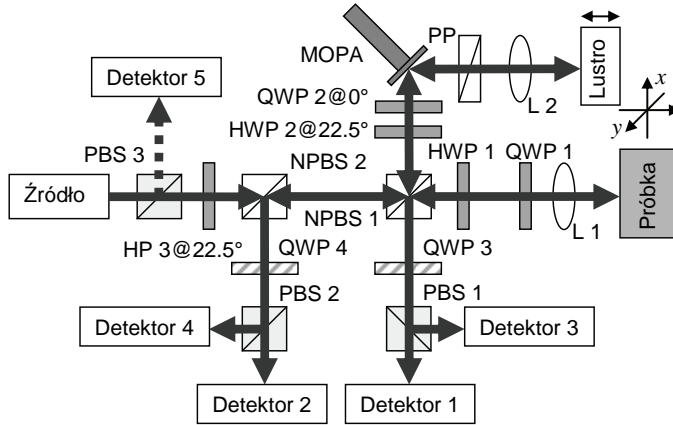 MOPA
PP
Lustro
x
y
Detektor 5
QWP 2@0°
L 2
HWP 2@22.5°
PBS 3
NPBS 2
HWP 1
QWP 1
Źródło
Próbka
NPBS 1
L 1
HP 3@22.5°
QWP 4
QWP 3
PBS 2
PBS 1
Detektor 4
Detektor 3
Detektor 2
Detektor 1